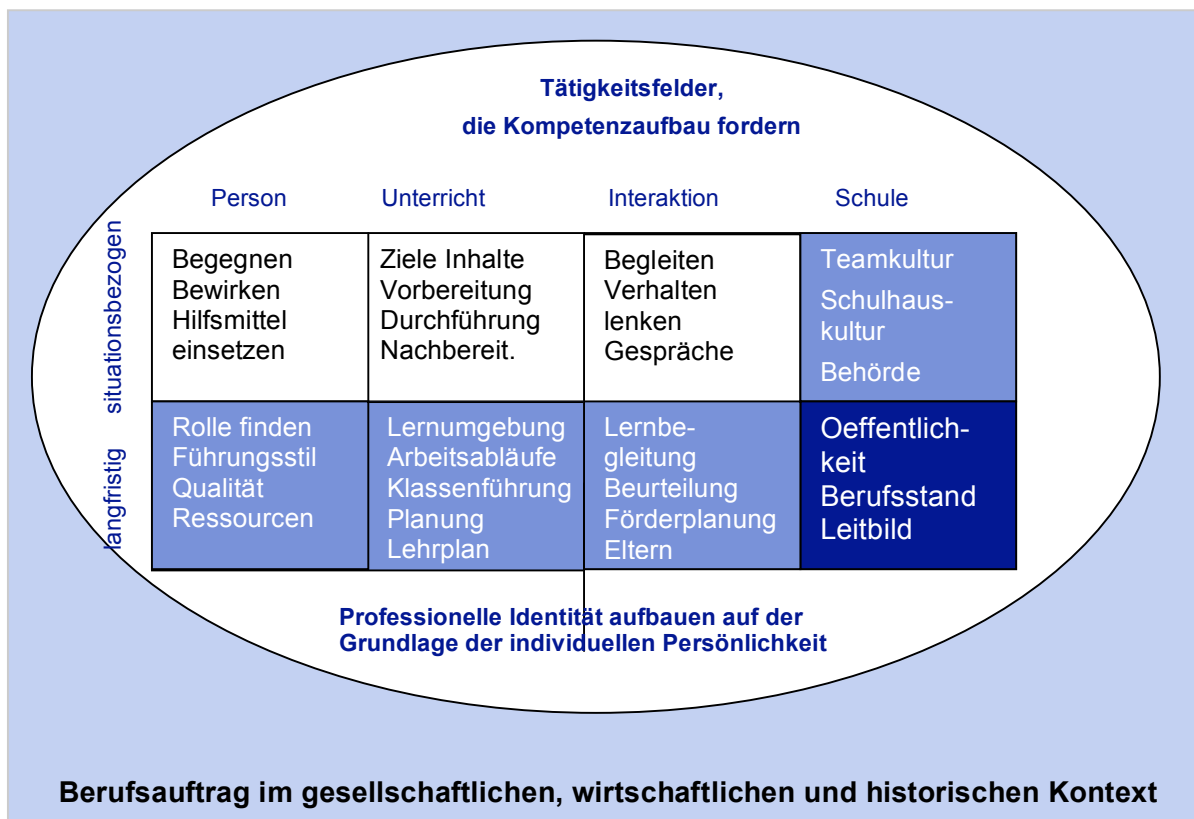 Tätigkeitsfelder,
die Kompetenzaufbau fordern
Person
Unterricht
Interaktion
Schule
situationsbezogen
Begegnen
Bewirken
Hilfsmittel
einsetzen
Ziele Inhalte
Vorbereitung
Durchführung
Nachbereit.
Begleiten
Verhalten
lenken
Gespräche
Teamkultur
Schulhaus-
kultur
Behörde
langfristig
Rolle finden
Führungsstil
Qualität
Ressourcen
Lernumgebung
Arbeitsabläufe
Klassenführung
Planung
Lehrplan
Lernbe-
gleitung
Beurteilung
Förderplanung
Eltern
Oeffentlich-
keit
Berufsstand
Leitbild
Professionelle Identität aufbauen auf der
Grundlage der individuellen Persönlichkeit
Berufsauftrag im gesellschaftlichen, wirtschaftlichen und historischen Kontext